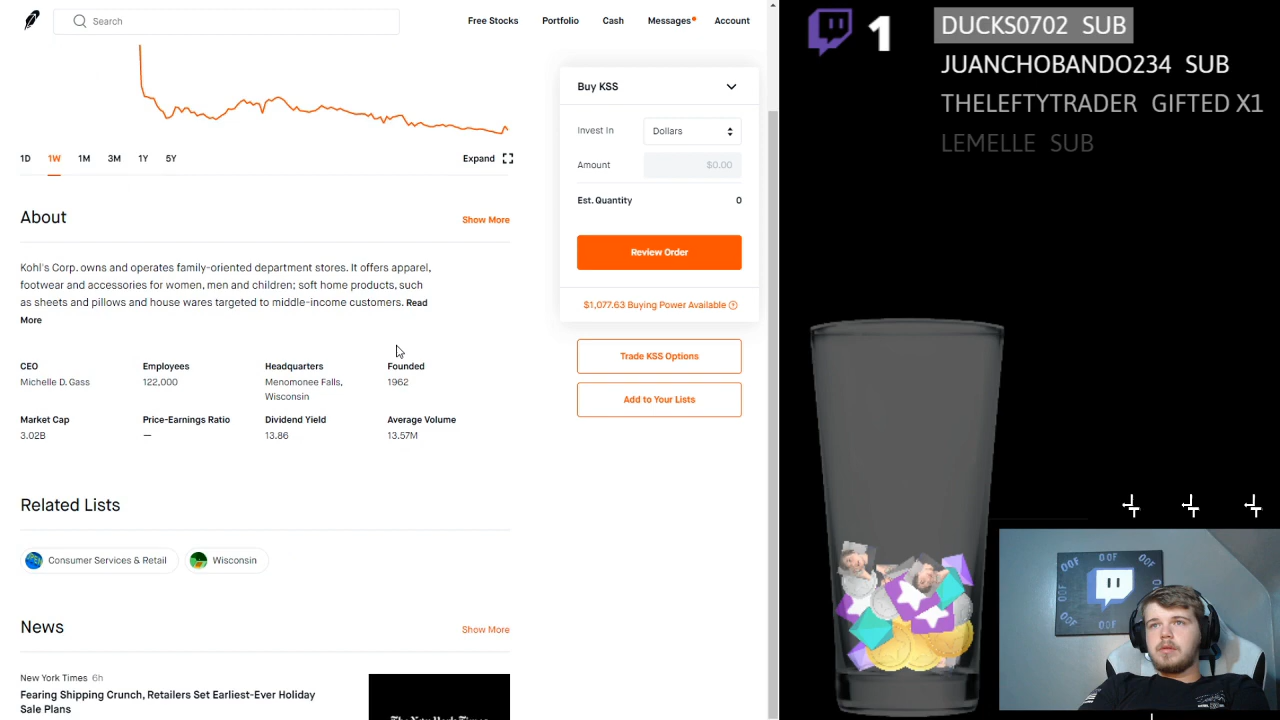 Search
Free Stocks
Portfolio
Cash
Messages
Account
1D
1W
1M
3M
1Y
5Y
Expand
About
Show More
Kohl's Corp. owns and operates family-oriented department stores. It offers apparel,
footwear and accessories for women, men and children; soft home products, such
as sheets and pillows and house wares targeted to middle-income customers. Read
More
CEO
Michelle D. Gass
Employees
122,000
Headquarters
Menomonee Falls,
Wisconsin
Founded
1962
Market Cap
3.02B
Price-Earnings Ratio
—
Dividend Yield
13.86
Average Volume
13.57M
Related Lists
Consumer Services & Retail
Wisconsin
News
Show More
New York Times 6h
Fearing Shipping Crunch, Retailers Set Earliest-Ever Holiday
Sale Plans
Buy KSS
Invest In
Dollars
Amount
$0.00
Est. Quantity
0
Review Order
$1,077.63 Buying Power Available
Trade KSS Options
Add to Your Lists
1
DUCKS0702 SUB
JUANCHOBANDO234 SUB
THELEFTYTRADER GIFTED X1
LEMELLE SUB
OOF
OOF
OOF
OOF
OOF